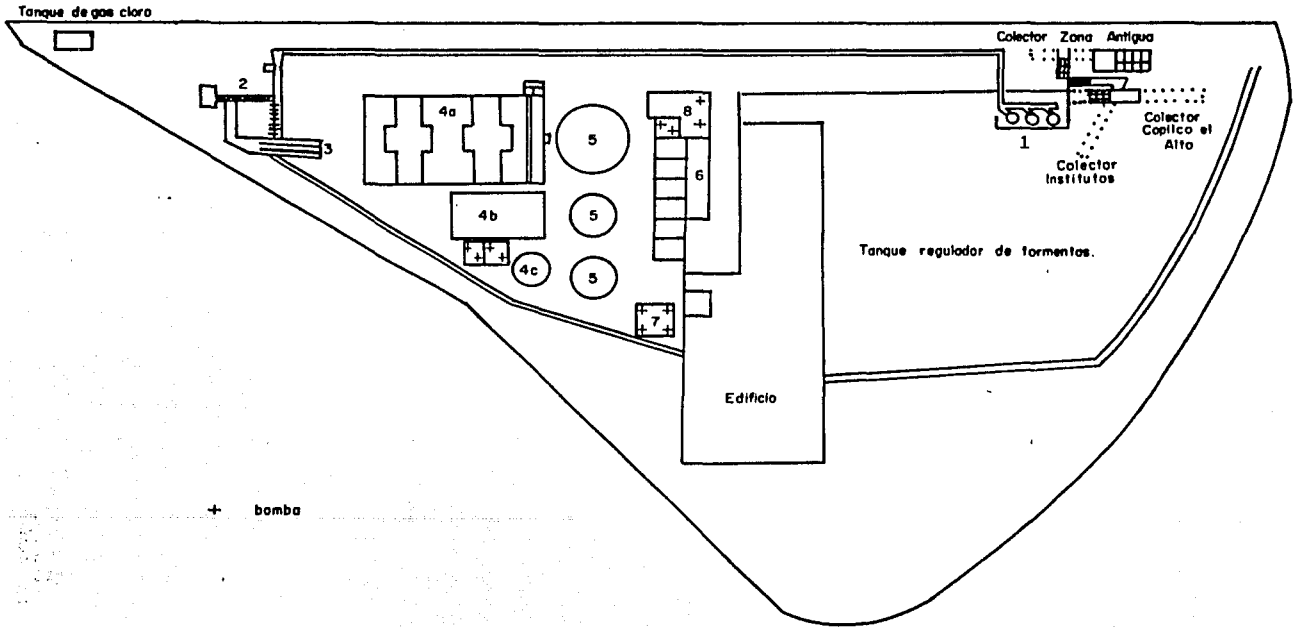 Tanque de gas cloro
Colector Zona Antigua
2
4a
8
5
1
Colector
Copilco el
Alto
3
Colector
Institutos
6
4b
5
Tanque regulador de tormentas.
4c
5
7
Edificio
+ bomba